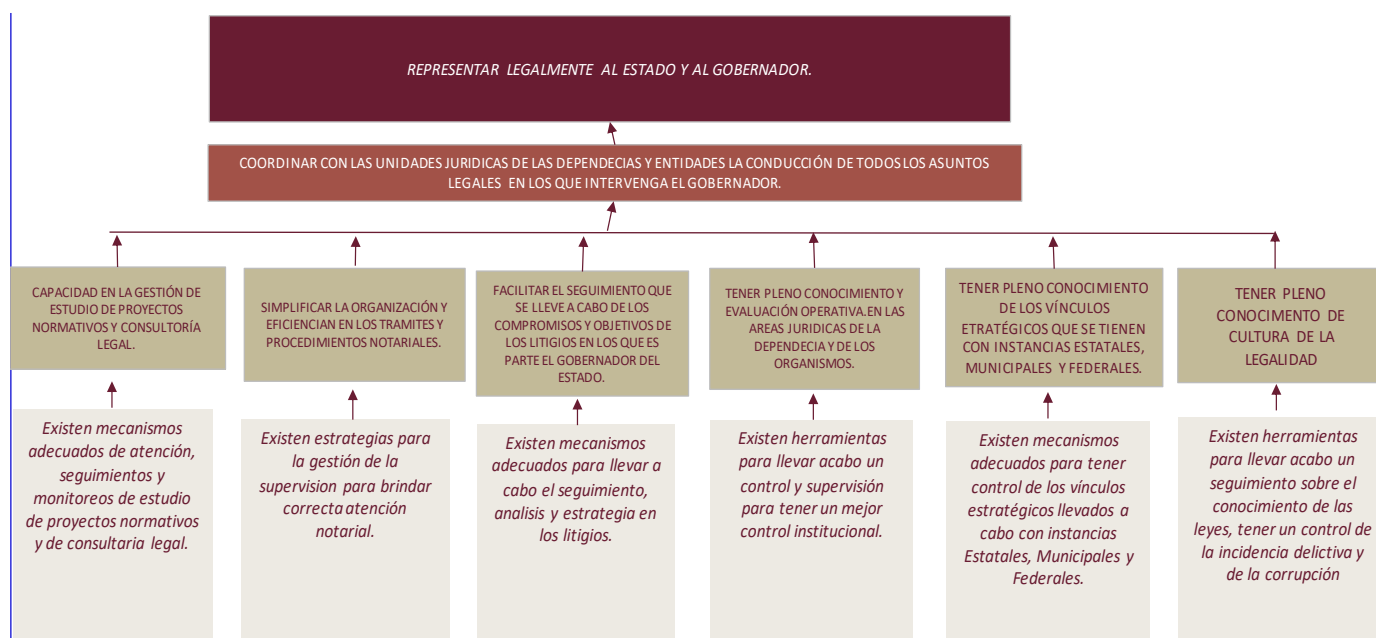 REPRESENTAR LEGALMENTE AL ESTADO Y AL GOBERNADOR.
COORDINAR CON LAS UNIDADES JURIDICAS DE LAS DEPENDECIAS Y ENTIDADES LA CONDUCCIÓN DE TODOS LOS ASUNTOS
LEGALES EN LOS QUE INTERVENGA EL GOBERNADOR.
CAPACIDAD EN LA GESTIÓN DE
ESTUDIO DE PROYECTOS
NORMATIVOS Y CONSULTORÍA
LEGAL.
SIMPLIFICAR LA ORGANIZACIÓN Y
EFICIENCIAN EN LOS TRAMITES Y
PROCEDIMIENTOS NOTARIALES.
FACILITAR EL SEGUIMIENTO QUE
SE LLEVE A CABO DE LOS
COMPROMISOS Y OBJETIVOS DE
LOS LITIGIOS EN LOS QUE ES
PARTE EL GOBERNADOR DEL
ESTADO.
TENER PLENO CONOCIMIENTO Y
EVALUACIÓN OPERATIVA.EN LAS
AREAS JURIDICAS DE LA
DEPENDECIA Y DE LOS
ORGANISMOS.
TENER PLENO CONOCIMIENTO
DE LOS VÍNCULOS
ETRATÉGICOS QUE SE TIENEN
CON INSTANCIAS ESTATALES,
MUNICIPALES Y FEDERALES.
TENER PLENO
CONOCIMENTO DE
CULTURA DE LA
LEGALIDAD
Existen mecanismos
adecuados de atención,
seguimientos y
monitoreos de estudio
de proyectos normativos
y de consultaria legal.
Existen estrategias para
la gestión de la
supervision para brindar
correcta atención
notarial.
Existen mecanismos
adecuados para llevar a
cabo el seguimiento,
analisis y estrategia en
los litigios.
Existen herramientas
para llevar acabo un
control y supervisión
para tener un mejor
control institucional.
Existen mecanismos
adecuados para tener
control de los vínculos
estratégicos llevados a
cabo con instancias
Estatales, Municipales y
Federales.
Existen herramientas
para llevar acabo un
seguimiento sobre el
conocimiento de las
leyes, tener un control de
la incidencia delictiva y
de la corrupción